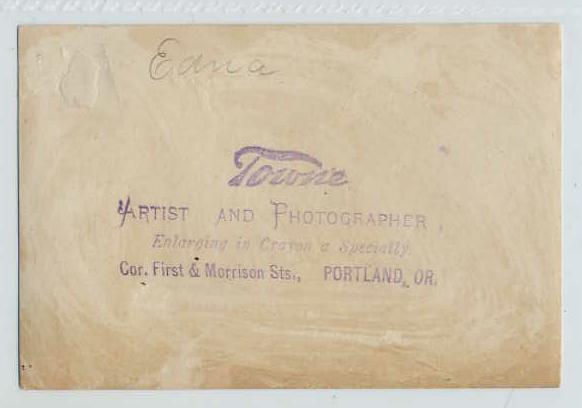 Edna
Towne
ARTIST AND PHOTOGRAPHER,
Enlarging in Crayon a Specialty.
Cor. First & Morrison Sts., PORTLAND, OR.